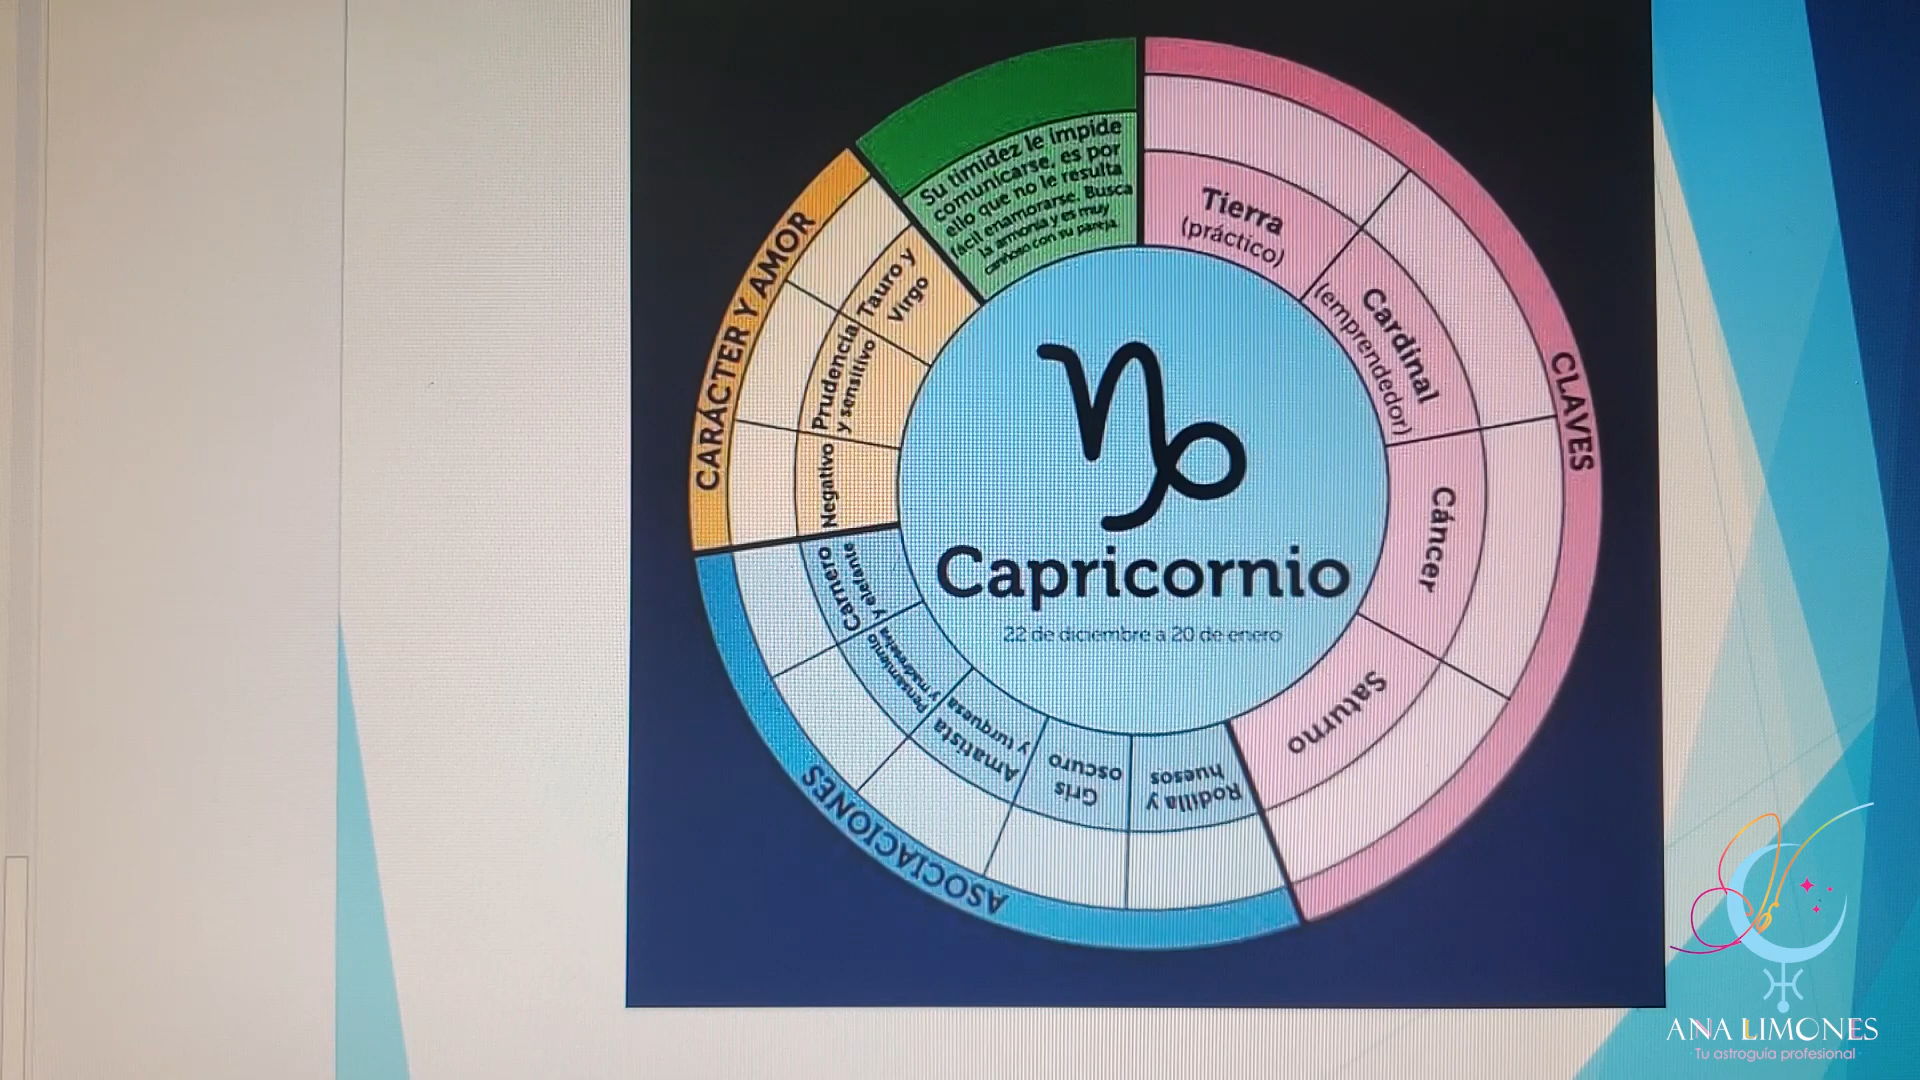 Su timidez le impide
comunicarse, es por
ello que no le resulta
fácil enamorarse. Busca
la armonía y es muy
cariñoso con su pareja.
Tierra
(práctico)
Cardinal
(emprendedor)
CLAVES
Cáncer
Saturno
Rodilla y
huesos
Gris
oscuro
Amatista
y turquesa
Pensamiento
y madreselva
Carnero
y elefante
ASOCIACIONES
Negativo
Prudencia
y sensitivo
Tauro y
Virgo
CARÁCTER Y AMOR
Capricornio
22 de diciembre a 20 de enero
ANA LIMONES
Tu astroguía profesional